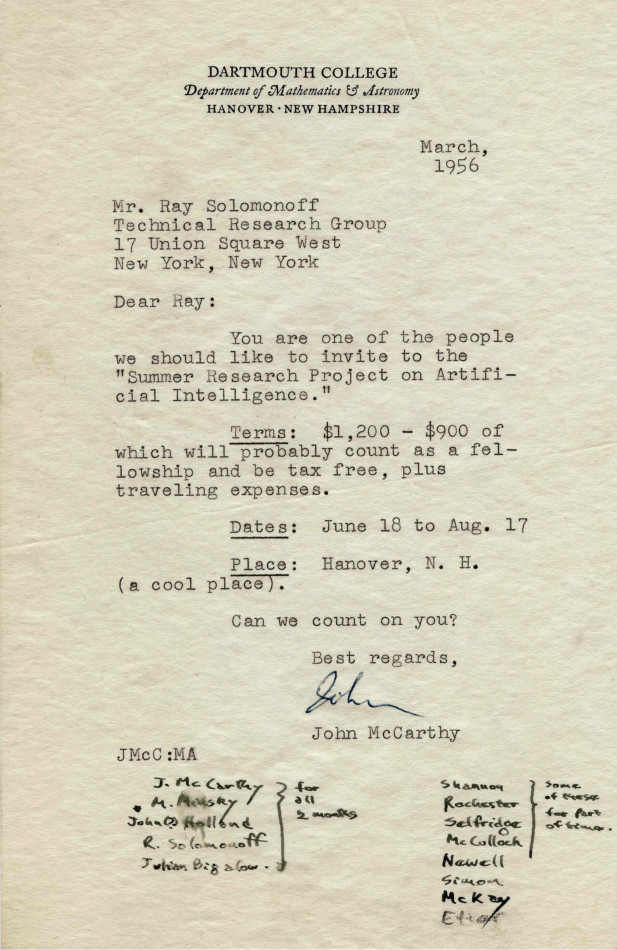 DARTMOUTH COLLEGE
Department of Mathematics & Astronomy
HANOVER · NEW HAMPSHIRE
March,
1956
Mr. Ray Solomonoff
Technical Research Group
17 Union Square West
New York, New York
Dear Ray:
You are one of the people
we should like to invite to the
"Summer Research Project on Artifi-
cial Intelligence."
Terms: $1,200 - $900 of
which will probably count as a fel-
lowship and be tax free, plus
traveling expenses.
Dates: June 18 to Aug. 17
Place: Hanover, N. H.
(a cool place).
Can we count on you?
Best regards,
John
John McCarthy
JMcC:MA
J. McCarthy
M. Minsky
John(?) Holland
R. Solomonoff
Julian Bigelow.
for
all
2 months
Shannon
Rochester
Selfridge
McCulloch
Newell
Simon
McKay
some
of these
for part
of time.